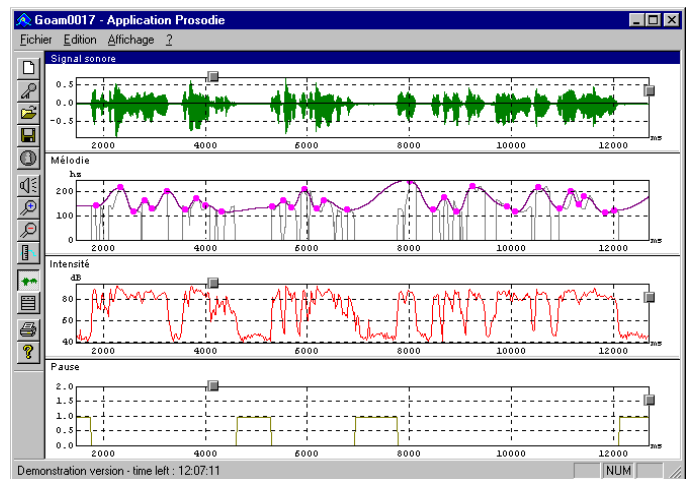 Goam0017 - Application Prosodie
Fichier Edition Affichage ?
Signal sonore
0.5
0.0
-0.5
2000 4000 6000 8000 10000 12000 ms
Mélodie
hz
200
100
0
2000 4000 6000 8000 10000 12000 ms
Intensité
dB
80
60
40
2000 4000 6000 8000 10000 12000 ms
Pause
2.0
1.5
1.0
0.5
0.0
2000 4000 6000 8000 10000 12000 ms
Demonstration version - time left : 12:07:11 NUM